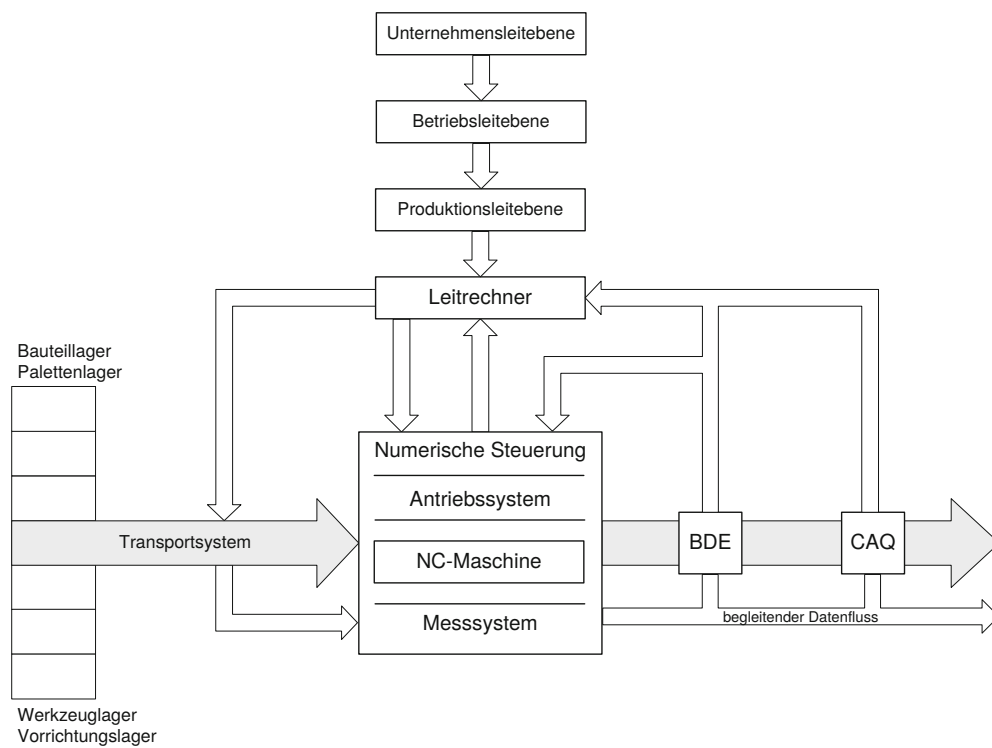 Unternehmensleitebene
Betriebsleitebene
Produktionsleitebene
Leitrechner
Bauteillager
Palettenlager
Numerische Steuerung
Antriebssystem
Transportsystem
NC-Maschine
BDE
CAQ
Messsystem
begleitender Datenfluss
Werkzeuglager
Vorrichtungslager